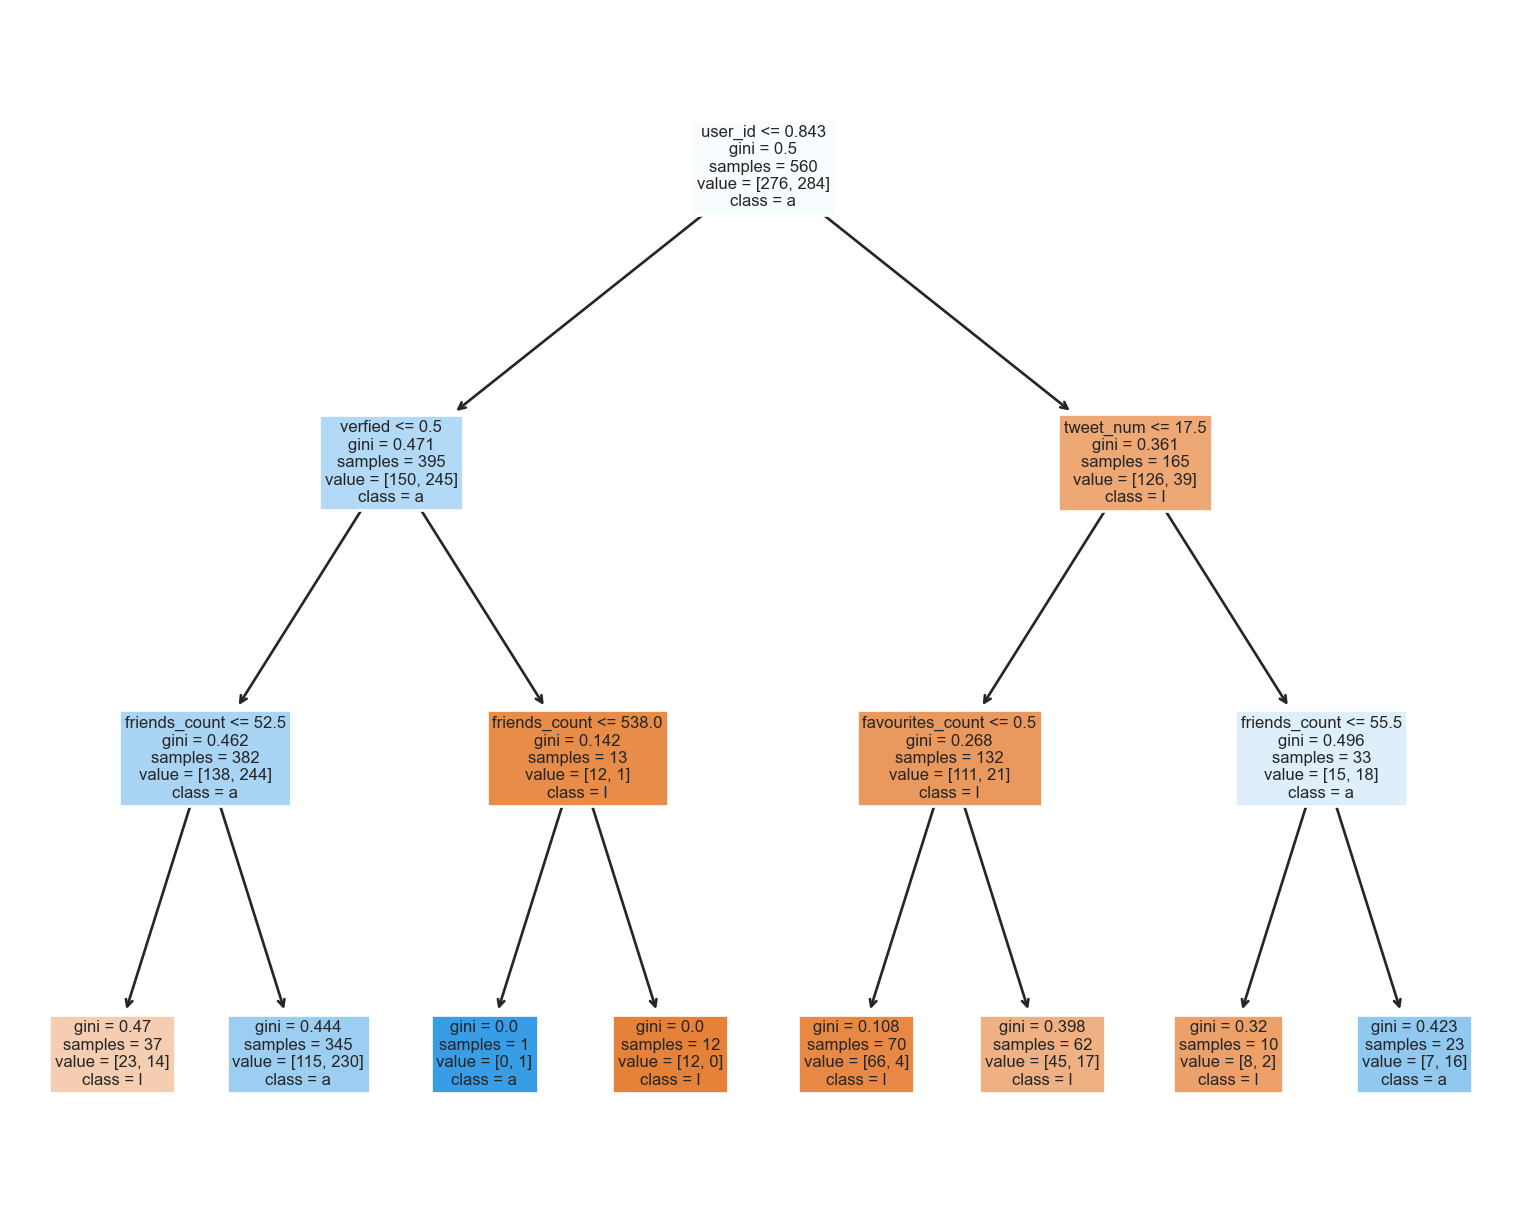 user_id <= 0.843
gini = 0.5
samples = 560
value = [276, 284]
class = a
verfied <= 0.5
gini = 0.471
samples = 395
value = [150, 245]
class = a
tweet_num <= 17.5
gini = 0.361
samples = 165
value = [126, 39]
class = l
friends_count <= 52.5
gini = 0.462
samples = 382
value = [138, 244]
class = a
friends_count <= 538.0
gini = 0.142
samples = 13
value = [12, 1]
class = l
favourites_count <= 0.5
gini = 0.268
samples = 132
value = [111, 21]
class = l
friends_count <= 55.5
gini = 0.496
samples = 33
value = [15, 18]
class = a
gini = 0.47
samples = 37
value = [23, 14]
class = l
gini = 0.444
samples = 345
value = [115, 230]
class = a
gini = 0.0
samples = 1
value = [0, 1]
class = a
gini = 0.0
samples = 12
value = [12, 0]
class = l
gini = 0.108
samples = 70
value = [66, 4]
class = l
gini = 0.398
samples = 62
value = [45, 17]
class = l
gini = 0.32
samples = 10
value = [8, 2]
class = l
gini = 0.423
samples = 23
value = [7, 16]
class = a